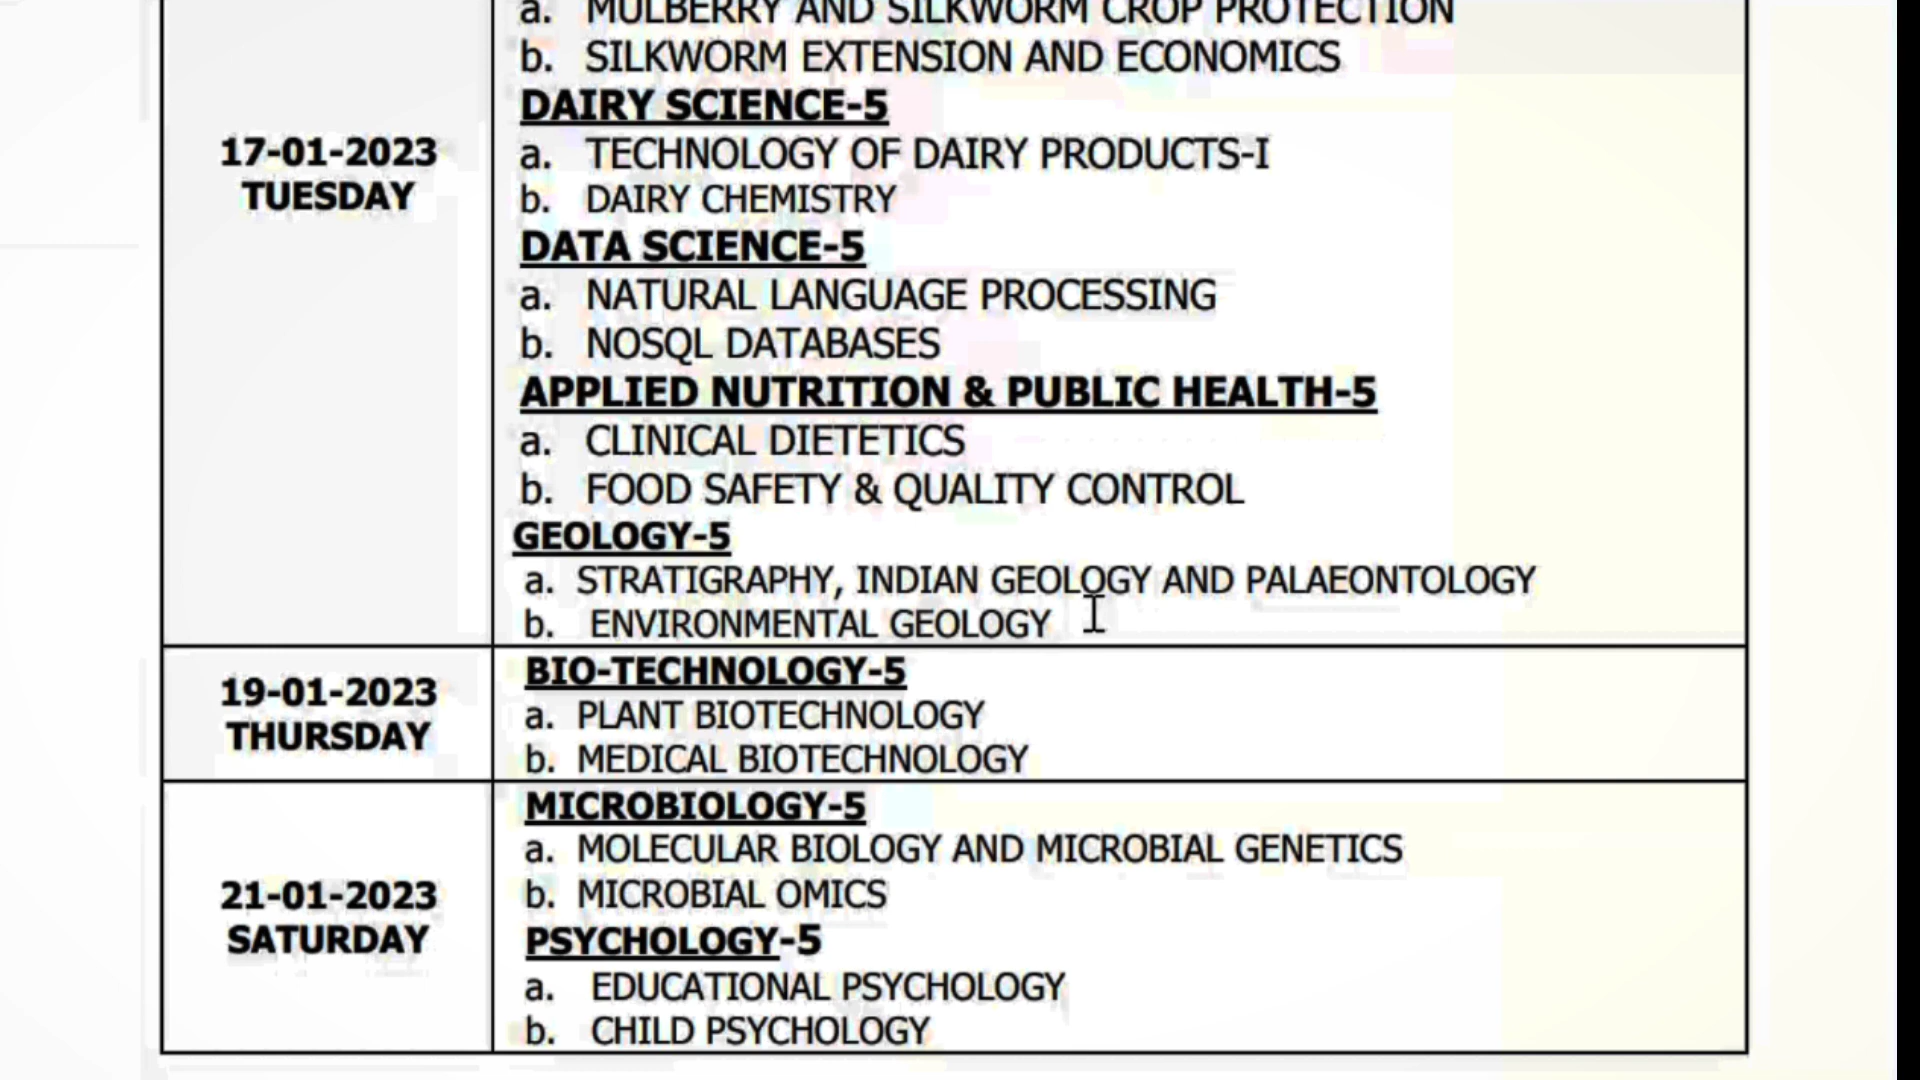 a. MULBERRY AND SILKWORM CROP PROTECTION
b. SILKWORM EXTENSION AND ECONOMICS
DAIRY SCIENCE-5
17-01-2023
TUESDAY
a. TECHNOLOGY OF DAIRY PRODUCTS-I
b. DAIRY CHEMISTRY
DATA SCIENCE-5
a. NATURAL LANGUAGE PROCESSING
b. NOSQL DATABASES
APPLIED NUTRITION & PUBLIC HEALTH-5
a. CLINICAL DIETETICS
b. FOOD SAFETY & QUALITY CONTROL
GEOLOGY-5
a. STRATIGRAPHY, INDIAN GEOLOGY AND PALAEONTOLOGY
b. ENVIRONMENTAL GEOLOGY
19-01-2023
THURSDAY
BIO-TECHNOLOGY-5
a. PLANT BIOTECHNOLOGY
b. MEDICAL BIOTECHNOLOGY
21-01-2023
SATURDAY
MICROBIOLOGY-5
a. MOLECULAR BIOLOGY AND MICROBIAL GENETICS
b. MICROBIAL OMICS
PSYCHOLOGY-5
a. EDUCATIONAL PSYCHOLOGY
b. CHILD PSYCHOLOGY